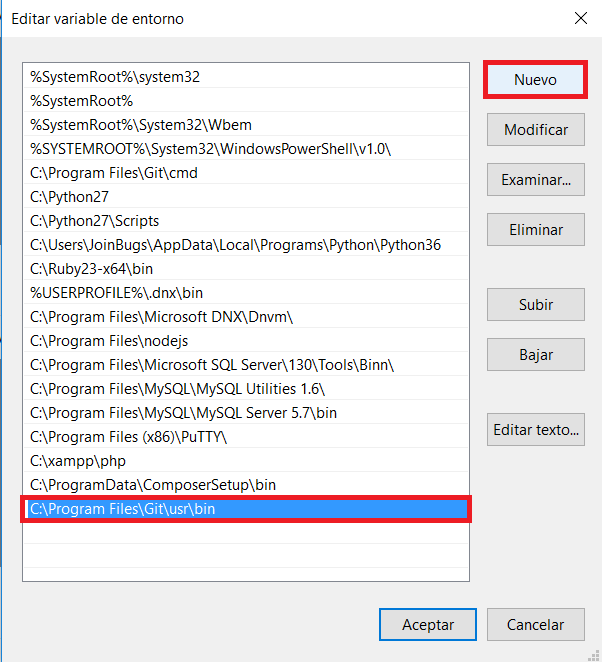 Editar variable de entorno
%SystemRoot%\system32
%SystemRoot%
%SystemRoot%\System32\Wbem
%SYSTEMROOT%\System32\WindowsPowerShell\v1.0\
C:\Program Files\Git\cmd
C:\Python27
C:\Python27\Scripts
C:\Users\JoinBugs\AppData\Local\Programs\Python\Python36
C:\Ruby23-x64\bin
%USERPROFILE%\.dnx\bin
C:\Program Files\Microsoft DNX\Dnvm\
C:\Program Files\nodejs
C:\Program Files\Microsoft SQL Server\130\Tools\Binn\
C:\Program Files\MySQL\MySQL Utilities 1.6\
C:\Program Files\MySQL\MySQL Server 5.7\bin
C:\Program Files (x86)\PuTTY\
C:\xampp\php
C:\ProgramData\ComposerSetup\bin
C:\Program Files\Git\usr\bin
Nuevo
Modificar
Examinar...
Eliminar
Subir
Bajar
Editar texto...
Aceptar
Cancelar